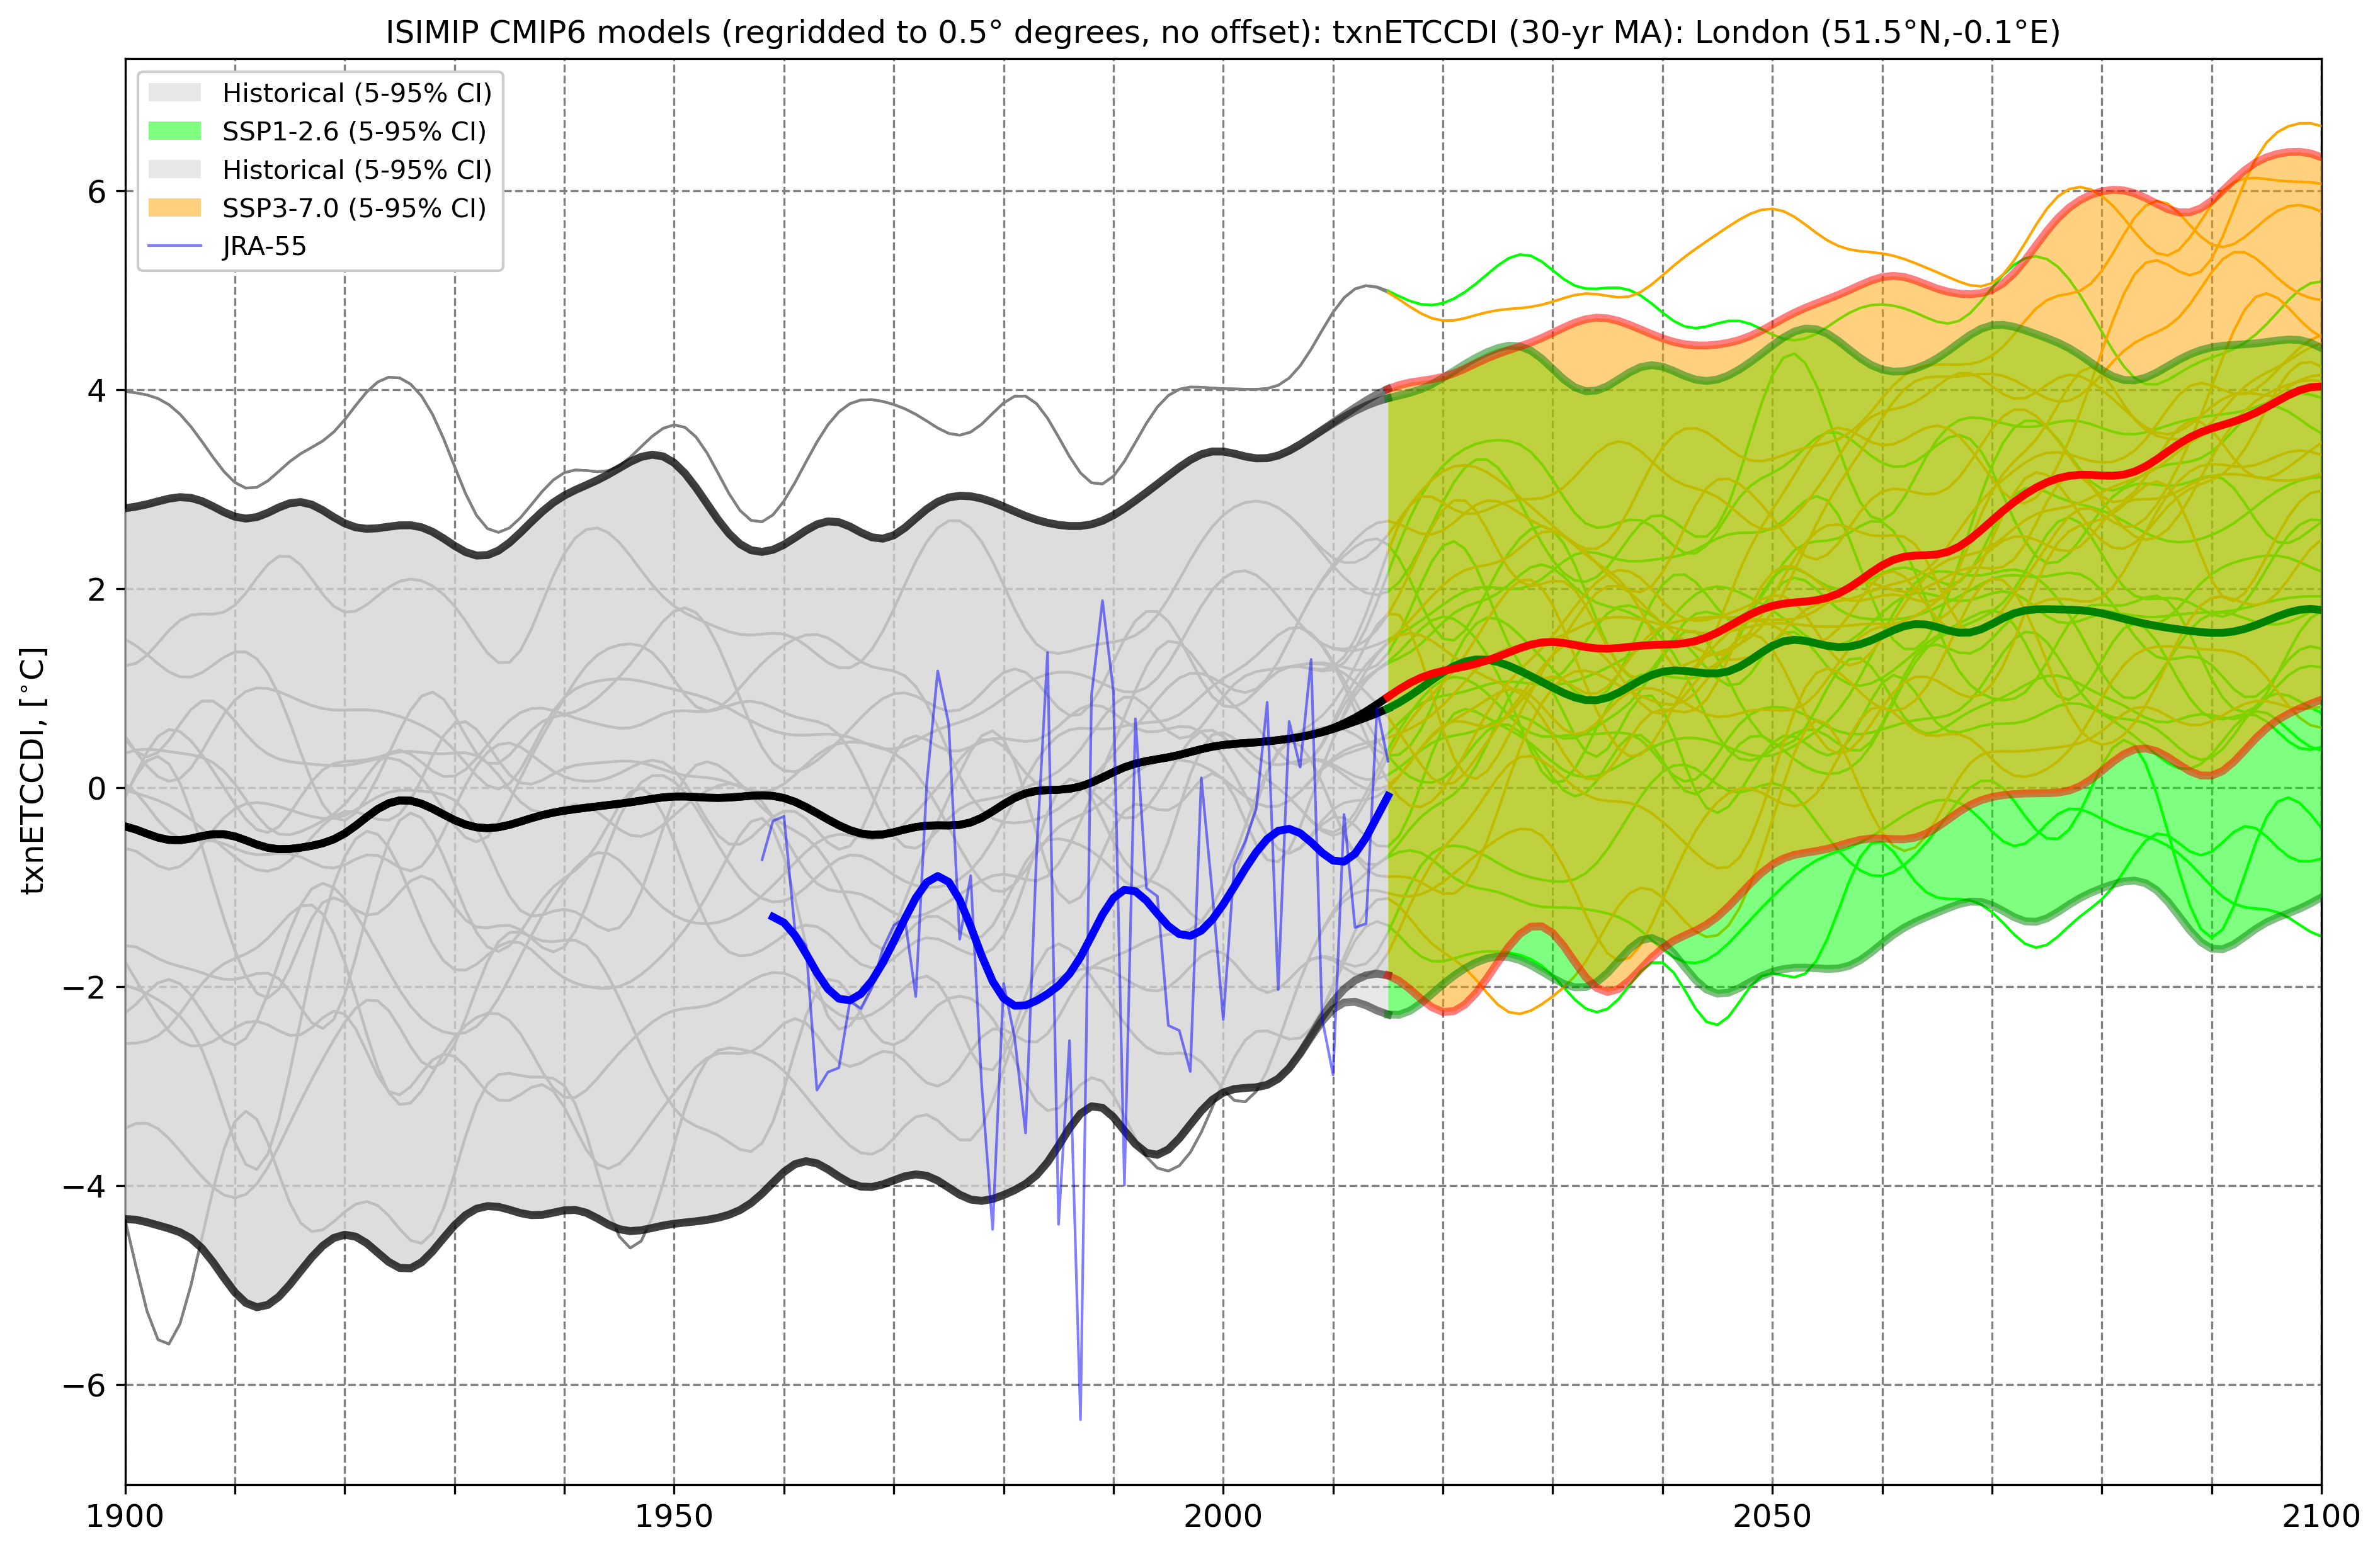 ISIMIP CMIP6 models (regridded to 0.5° degrees, no offset): txnETCCDI (30-yr MA): London (51.5°N,-0.1°E)
Historical (5-95% CI)
SSP1-2.6 (5-95% CI)
Historical (5-95% CI)
SSP3-7.0 (5-95% CI)
JRA-55
txnETCCDI, [°C]
6
4
2
0
−2
−4
−6
1900 1950 2000 2050 2100